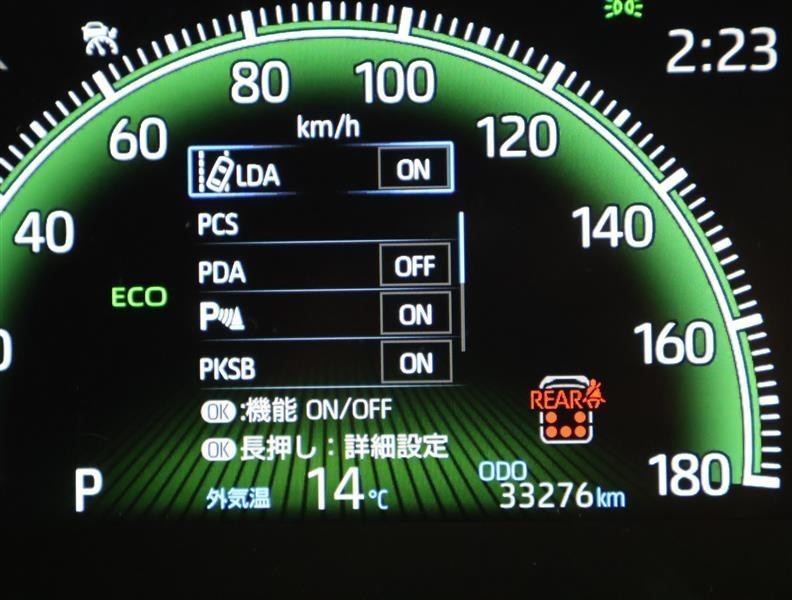 2:23
80 100
km/h
60 120
LDA ON
PCS
40 140
PDA OFF
ECO
P ON
160
PKSB ON
REAR
OK:機能 ON/OFF
OK長押し:詳細設定
P 外気温 14℃ ODO 33276km 180